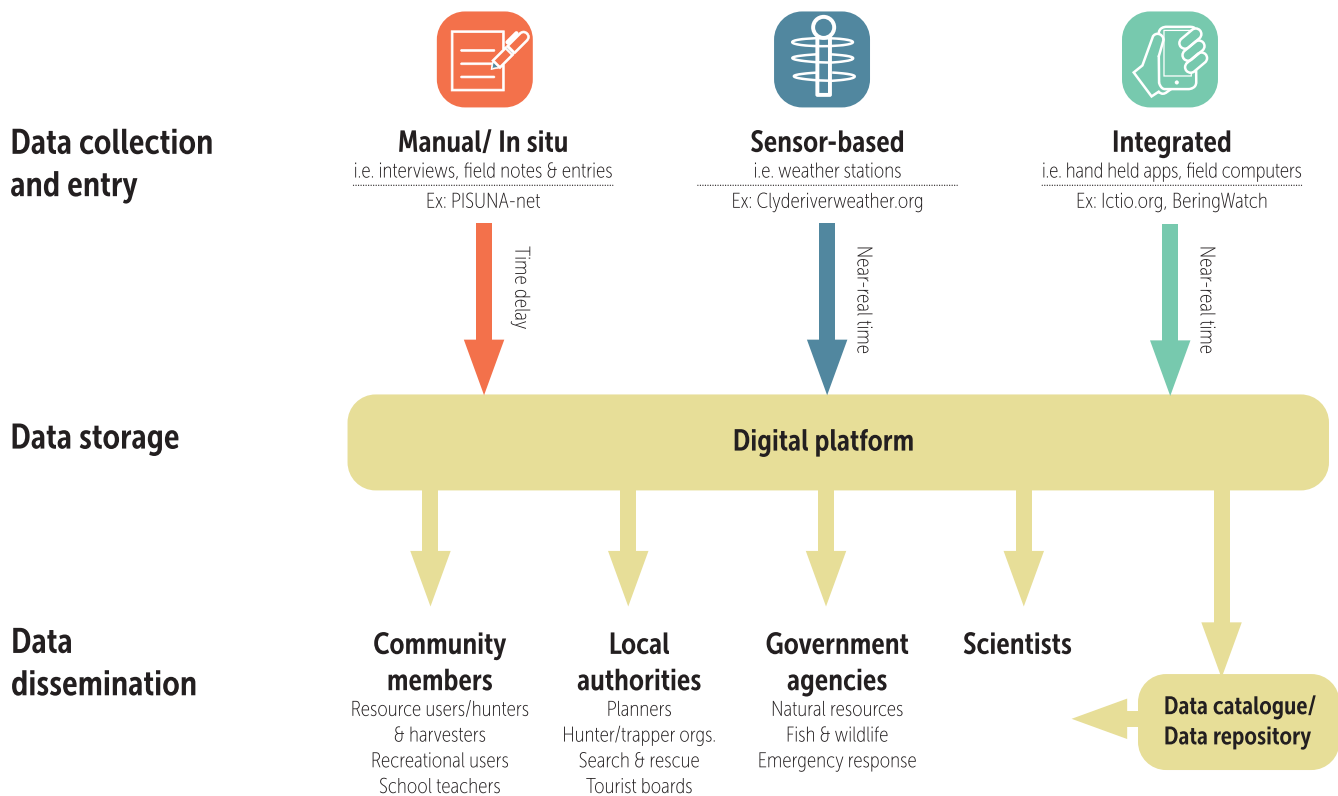 Data collection
and entry
Manual/ In situ
i.e. interviews, field notes & entries
Ex: PISUNA-net
Sensor-based
i.e. weather stations
Ex: Clyderiverweather.org
Integrated
i.e. hand held apps, field computers
Ex: Ictio.org, BeringWatch
Time delay
Near-real time
Near-real time
Data storage
Digital platform
Data
dissemination
Community
members
Resource users/hunters
& harvesters
Recreational users
School teachers
Local
authorities
Planners
Hunter/trapper orgs.
Search & rescue
Tourist boards
Government
agencies
Natural resources
Fish & wildlife
Emergency response
Scientists
Data catalogue/
Data repository